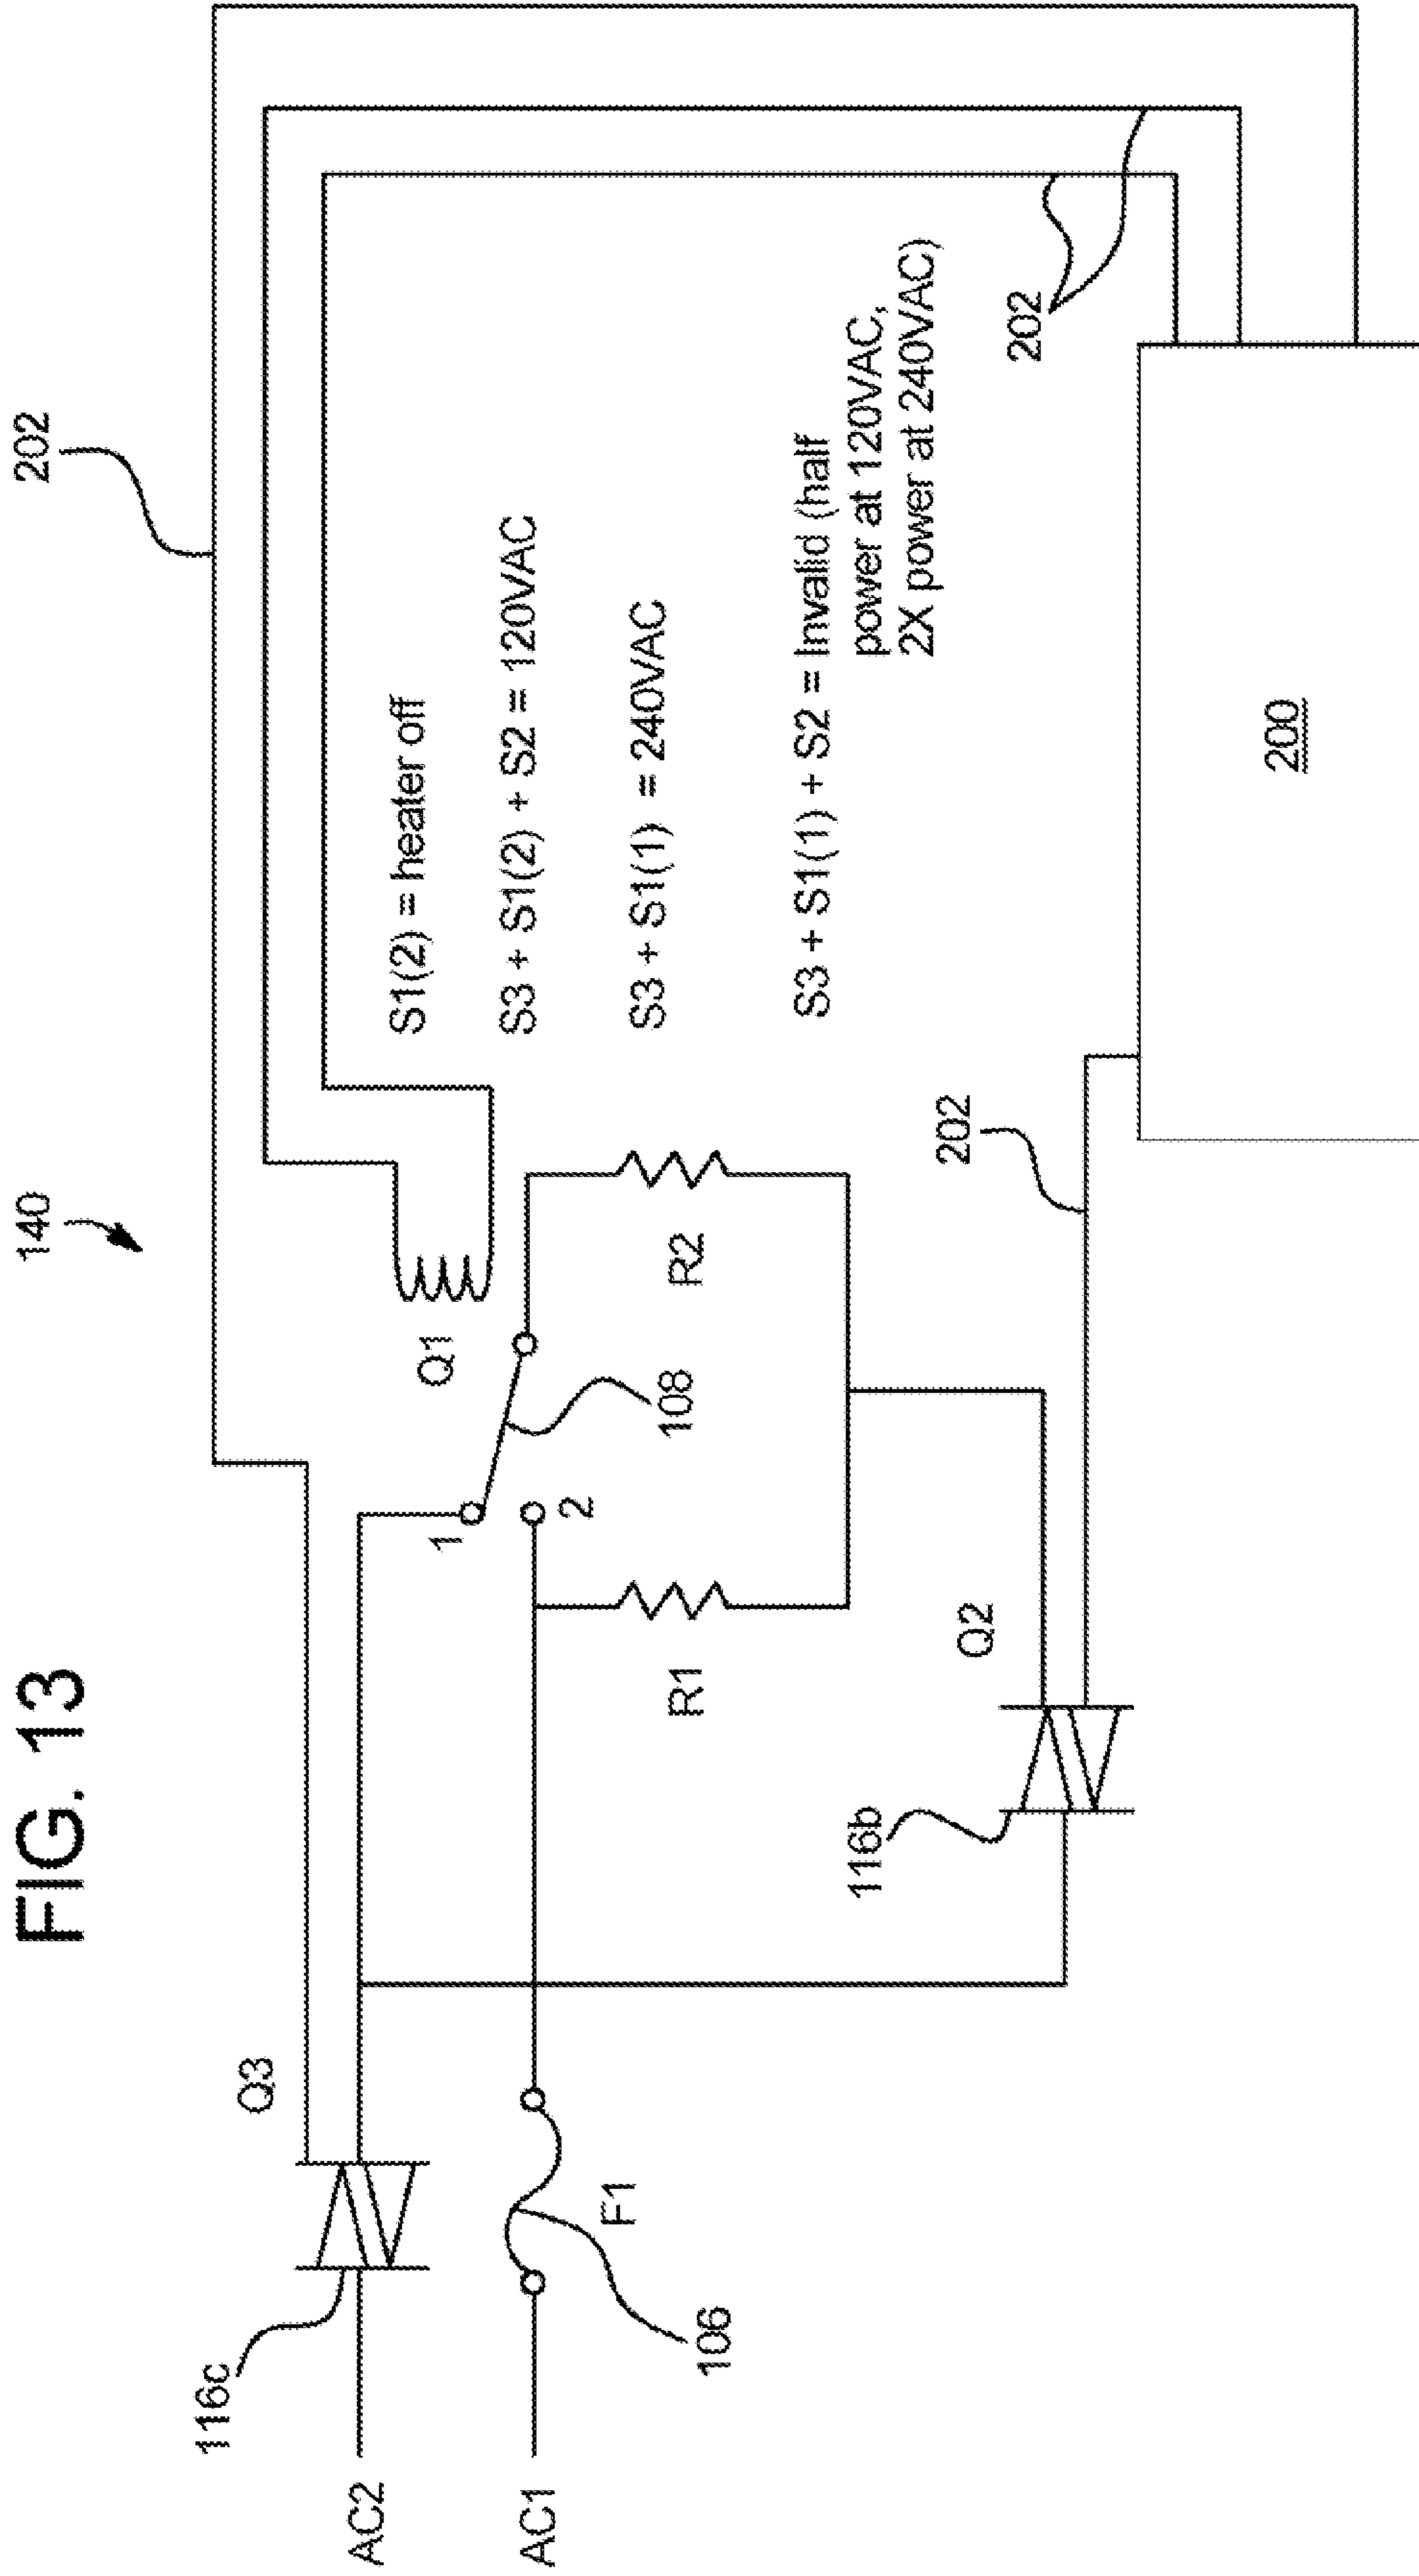 FIG. 13
140
202
116c
Q3
AC2
AC1
F1
106
1
2
Q1
108
R1
R2
S1(2) = heater off
S3 + S1(2) + S2 = 120VAC
S3 + S1(1) = 240VAC
S3 + S1(1) + S2 = Invalid (half
power at 120VAC,
2X power at 240VAC)
116b
Q2
202
202
200